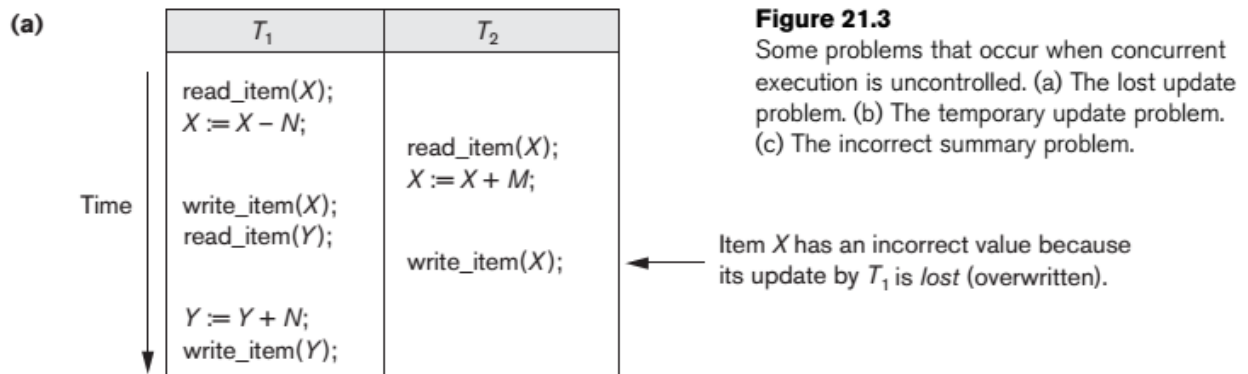 (a)
T₁ T₂
read_item(X);
X := X – N;
read_item(X);
X := X + M;
Time
write_item(X);
read_item(Y);
write_item(X);
Y := Y + N;
write_item(Y);
Figure 21.3
Some problems that occur when concurrent
execution is uncontrolled. (a) The lost update
problem. (b) The temporary update problem.
(c) The incorrect summary problem.
Item X has an incorrect value because
its update by T₁ is lost (overwritten).